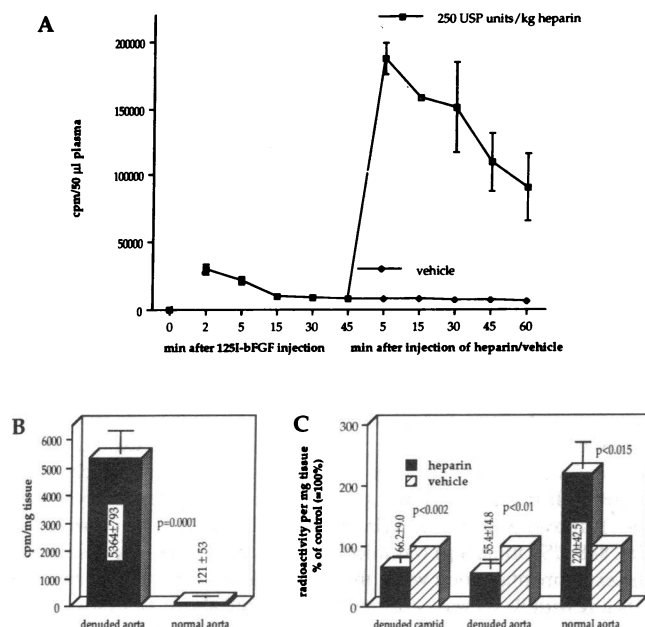 A
250 USP units/kg heparin
200000
150000
100000
50000
0
cpm/50 µl plasma
vehicle
0 2 5 15 30 45 5 15 30 45 60
min after 125I-bFGF injection min after injection of heparin/vehicle
B
6000
5000
4000
3000
2000
1000
0
cpm/mg tissue
5364±793
p=0.0001
121 ± 53
denuded aorta normal aorta
C
300
200
100
0
radioactivity per mg tissue
% of control (=100%)
heparin
vehicle
66.2±9.0
p<0.002
55.4±14.8
p<0.01
220±42.5
p<0.015
denuded carotid denuded aorta normal aorta